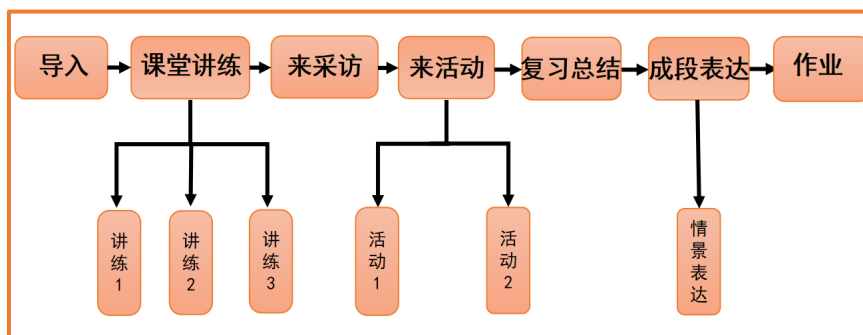 导入
课堂讲练
来采访
来活动
复习总结
成段表达
作业
讲练1
讲练2
讲练3
活动1
活动2
情景表达